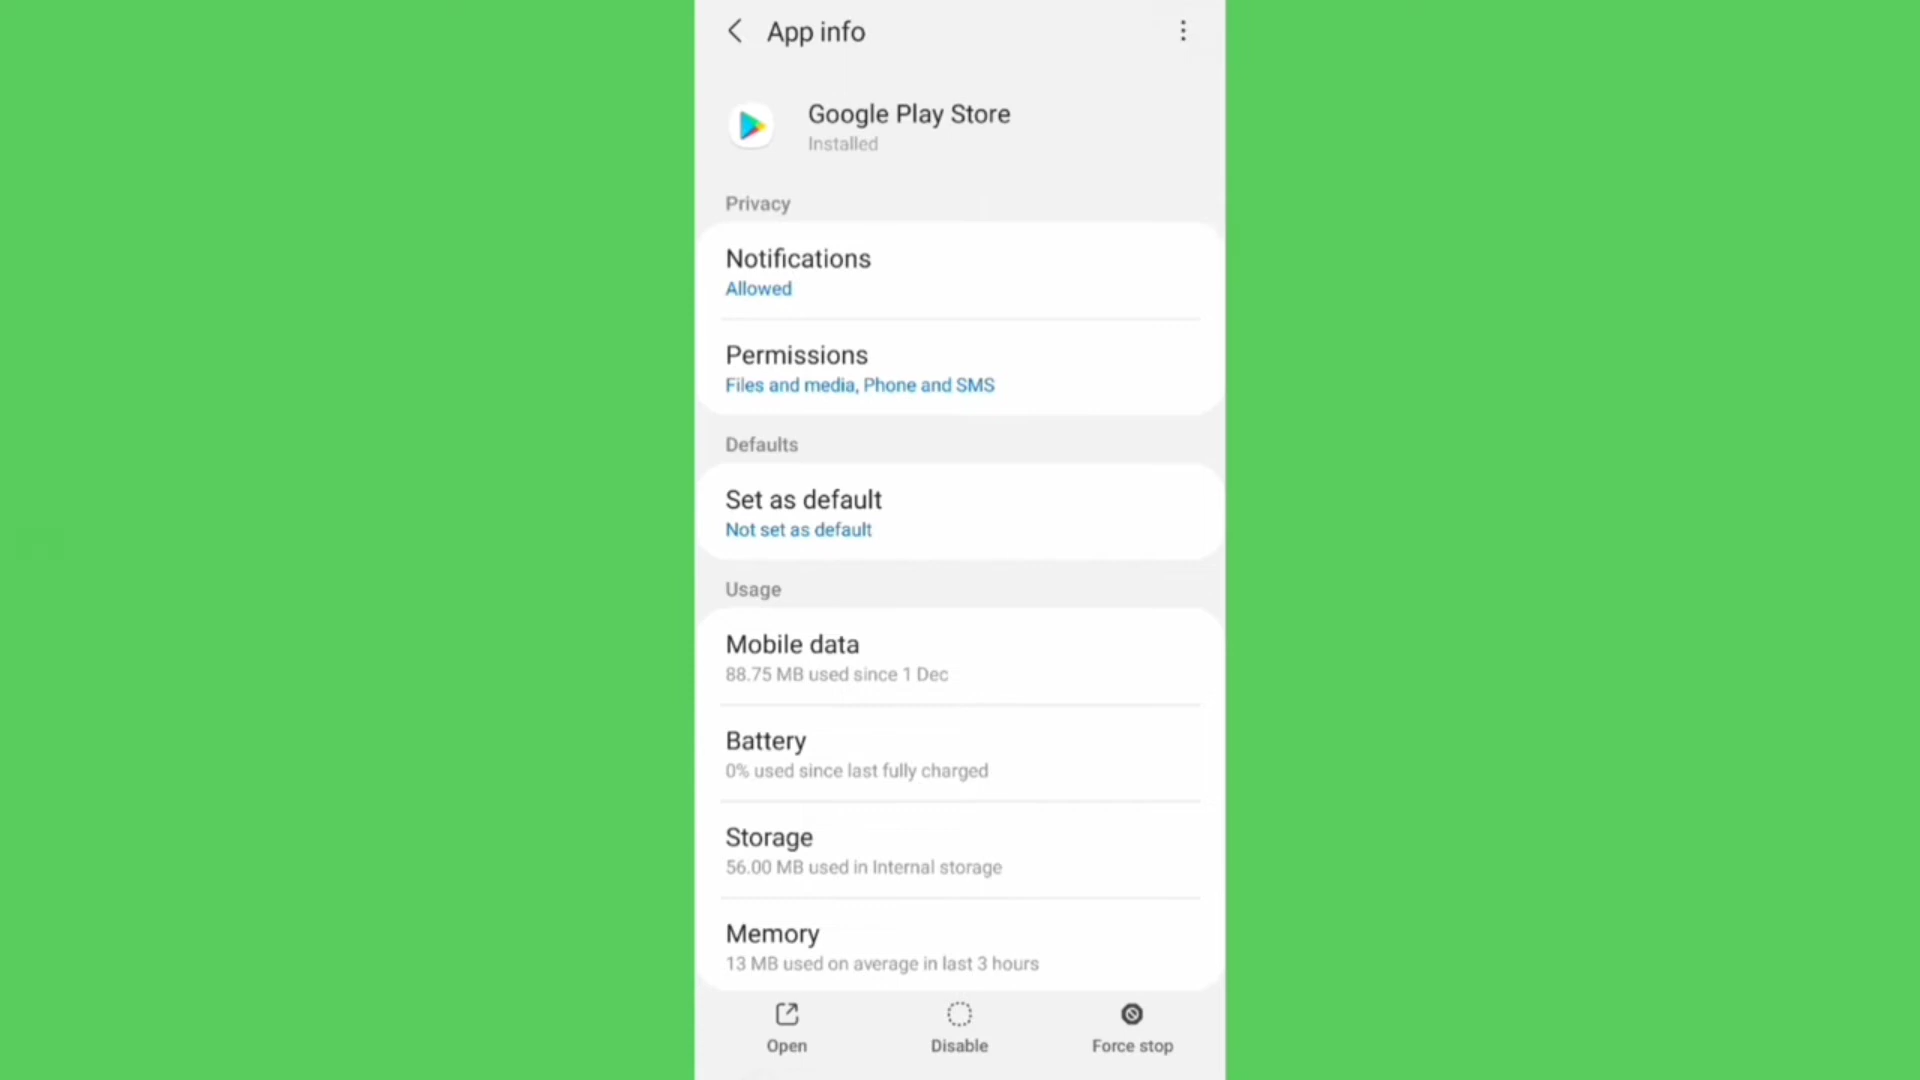 App info
Google Play Store
Installed
Privacy
Notifications
Allowed
Permissions
Files and media, Phone and SMS
Defaults
Set as default
Not set as default
Usage
Mobile data
88.75 MB used since 1 Dec
Battery
0% used since last fully charged
Storage
56.00 MB used in Internal storage
Memory
13 MB used on average in last 3 hours
Open
Disable
Force stop